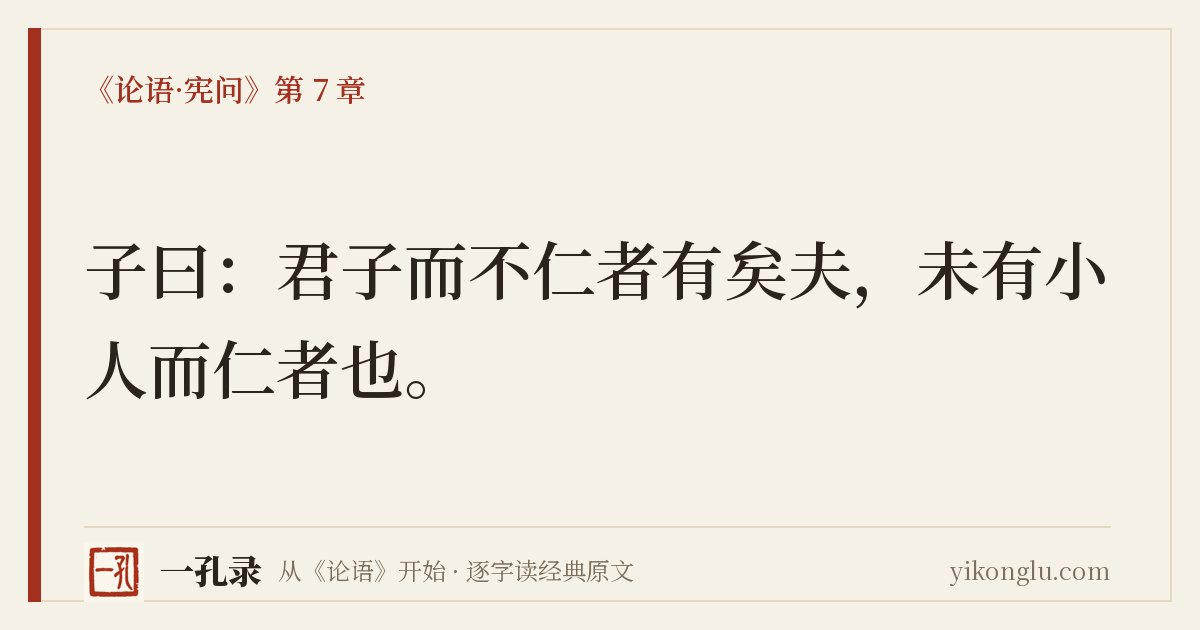 《论语·宪问》第 7 章
子曰：君子而不仁者有矣夫，未有小
人而仁者也。
一孔
一孔录 从《论语》开始 · 逐字读经典原文 yikonglu.com